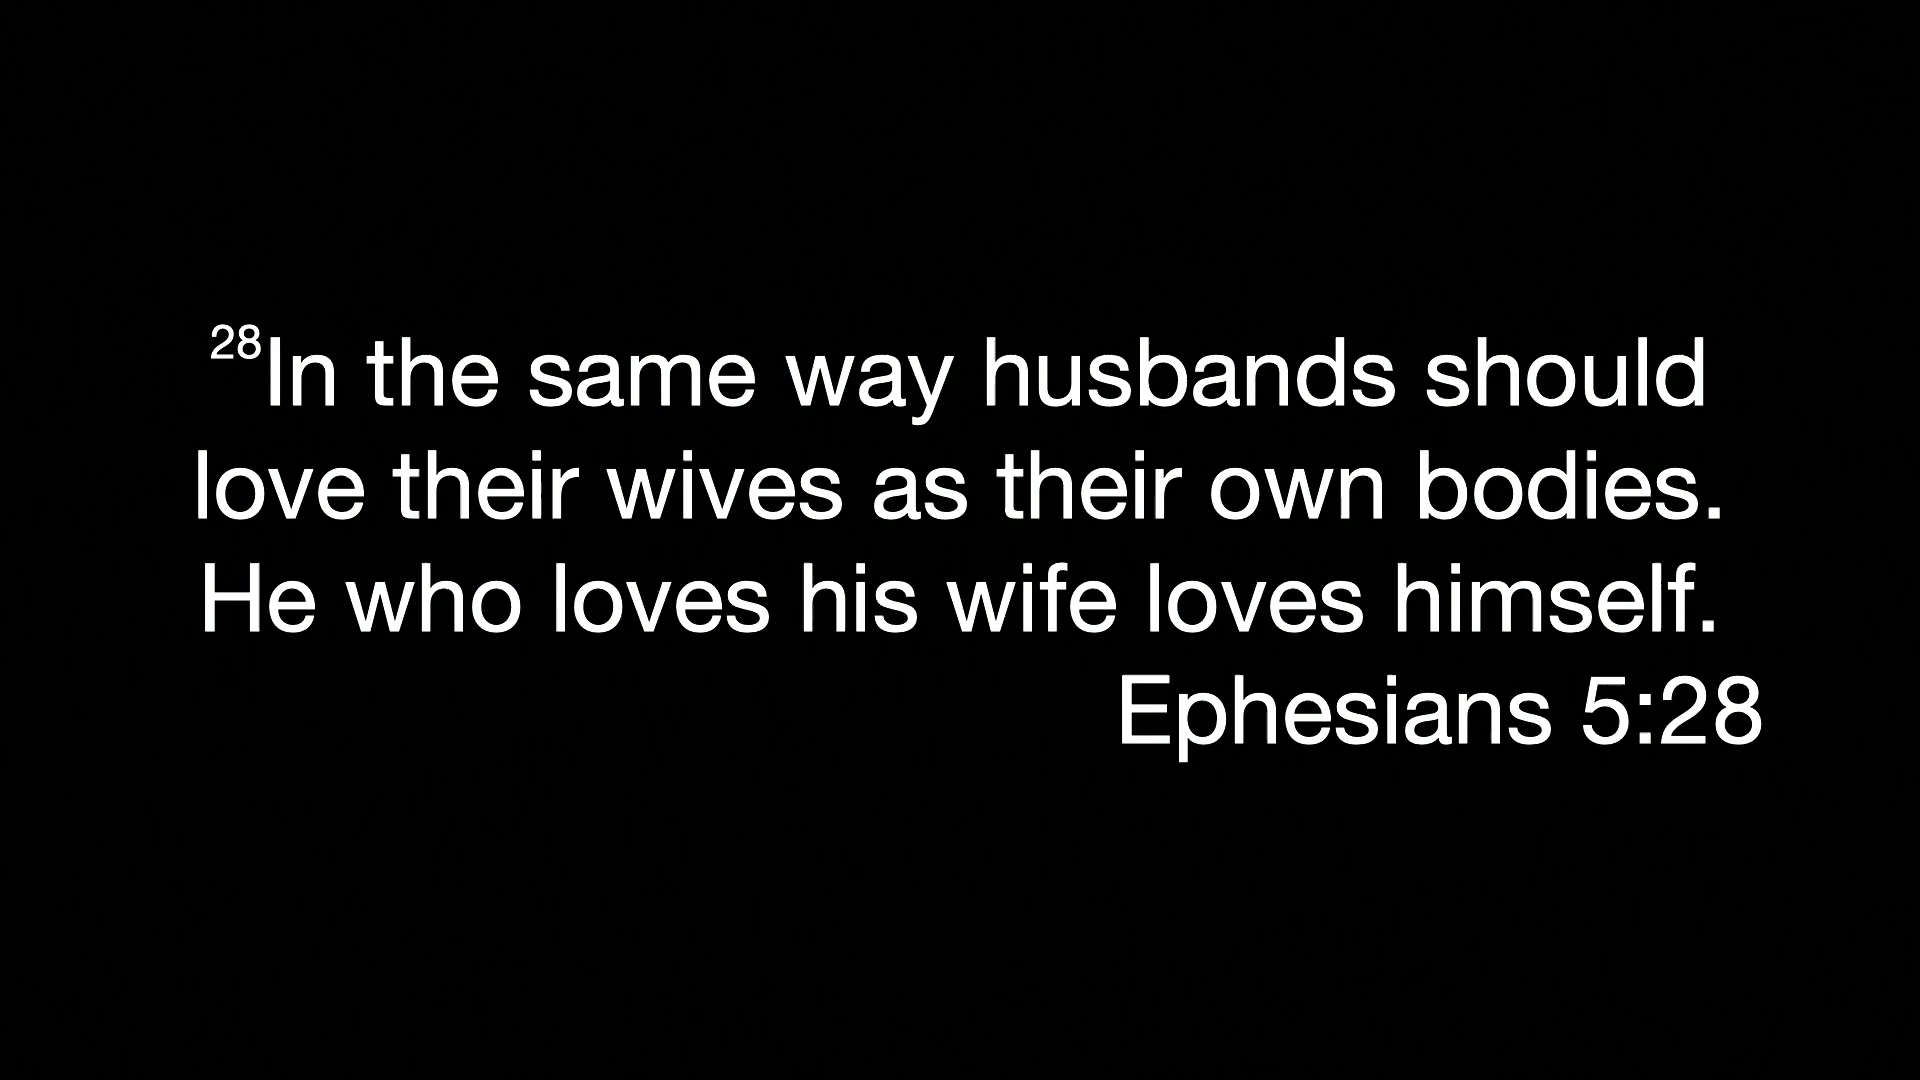 28In the same way husbands should
love their wives as their own bodies.
He who loves his wife loves himself.
Ephesians 5:28